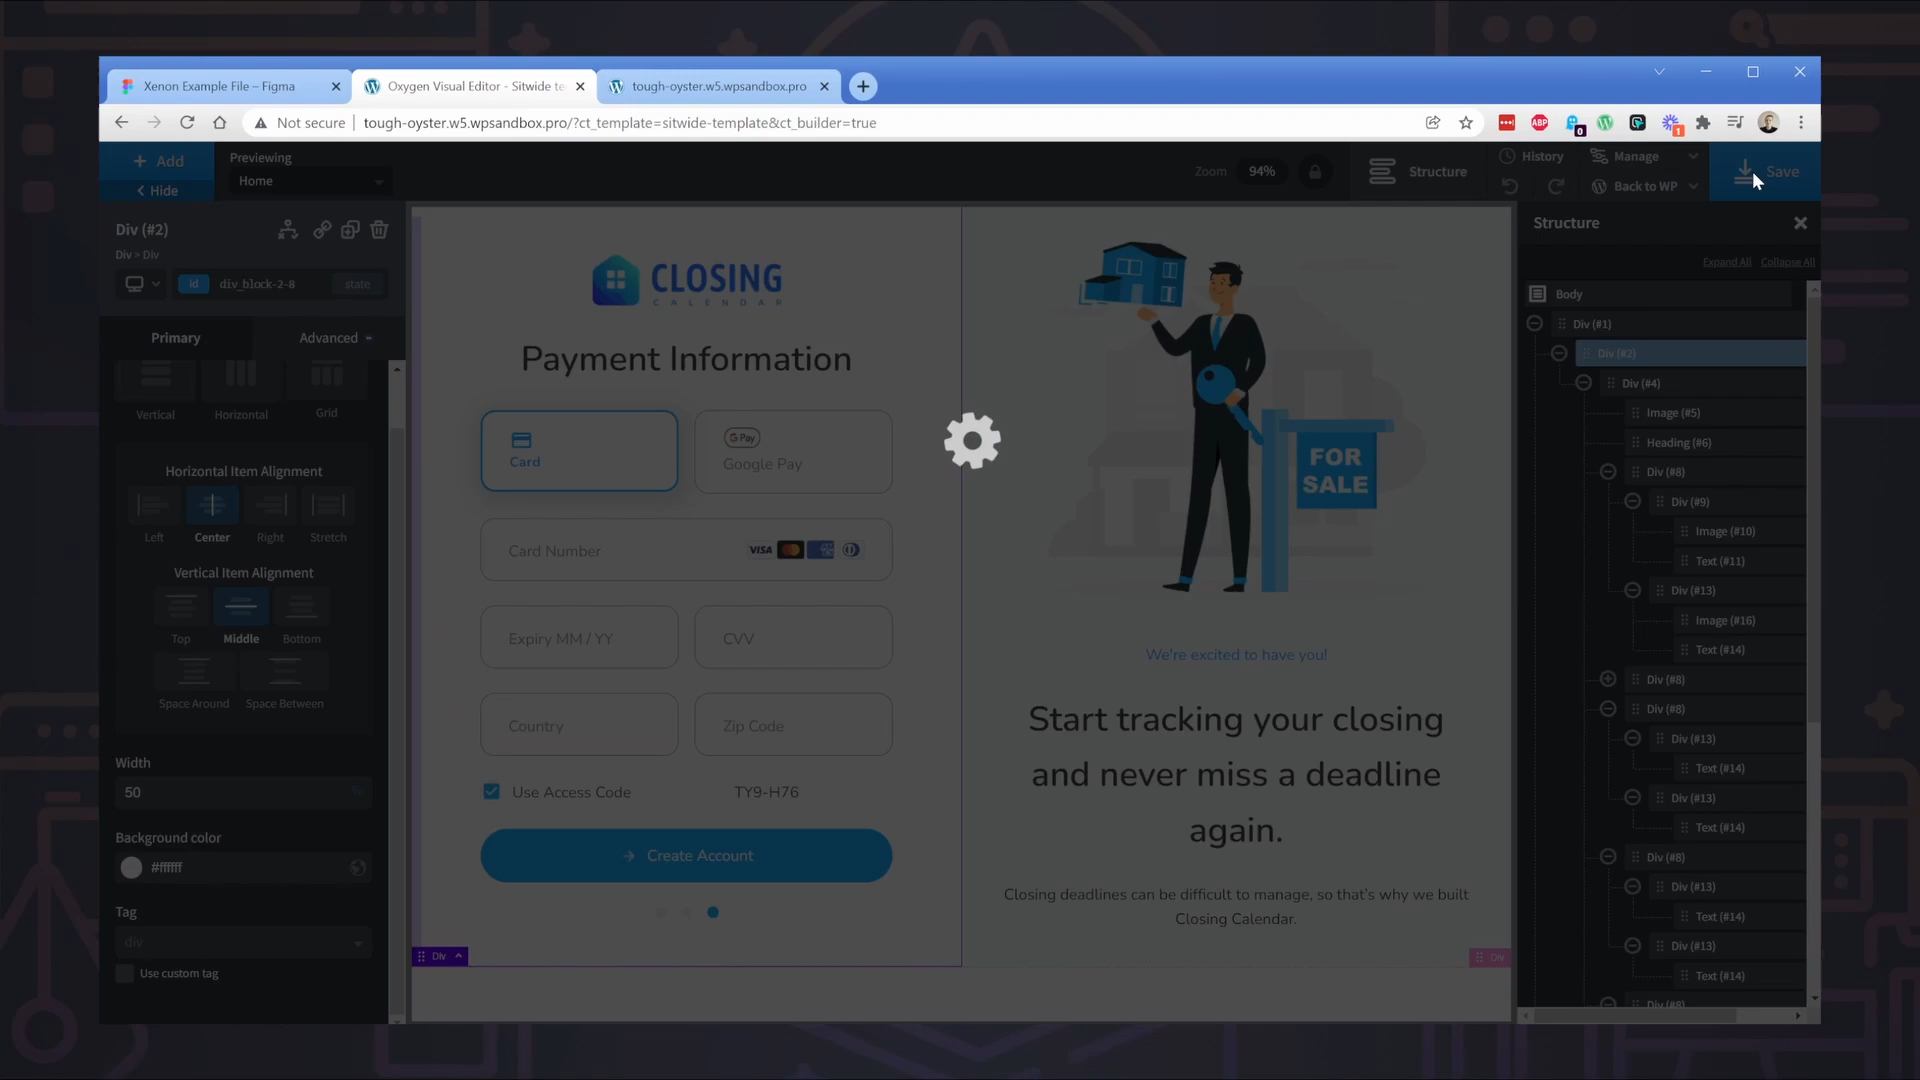 Xenon Example File – Figma
Oxygen Visual Editor - Sitwide te
tough-oyster.w5.wpsandbox.pro
Not secure
tough-oyster.w5.wpsandbox.pro/?ct_template=sitwide-template&ct_builder=true
ABP
0
1
Add
Hide
Previewing
Home
Zoom
94%
Structure
History
Manage
Back to WP
Save
Div (#2)
Div > Div
id
div_block-2-8
state
Primary
Advanced
Vertical
Horizontal
Grid
Horizontal Item Alignment
Left
Center
Right
Stretch
Vertical Item Alignment
Top
Middle
Bottom
Space Around
Space Between
Width
50
%
Background color
#ffffff
Tag
div
Use custom tag
CLOSING
CALENDAR
Payment Information
Card
G Pay
Google Pay
Card Number
VISA
Expiry MM / YY
CVV
Country
Zip Code
Use Access Code
TY9-H76
Create Account
Div
FOR
SALE
We're excited to have you!
Start tracking your closing
and never miss a deadline
again.
Closing deadlines can be difficult to manage, so that's why we built
Closing Calendar.
Div
Structure
Expand All
Collapse All
Body
Div (#1)
Div (#2)
Div (#4)
Image (#5)
Heading (#6)
Div (#8)
Div (#9)
Image (#10)
Text (#11)
Div (#13)
Image (#16)
Text (#14)
Div (#8)
Div (#8)
Div (#13)
Text (#14)
Div (#13)
Text (#14)
Div (#8)
Div (#13)
Text (#14)
Div (#13)
Text (#14)
Div (#8)